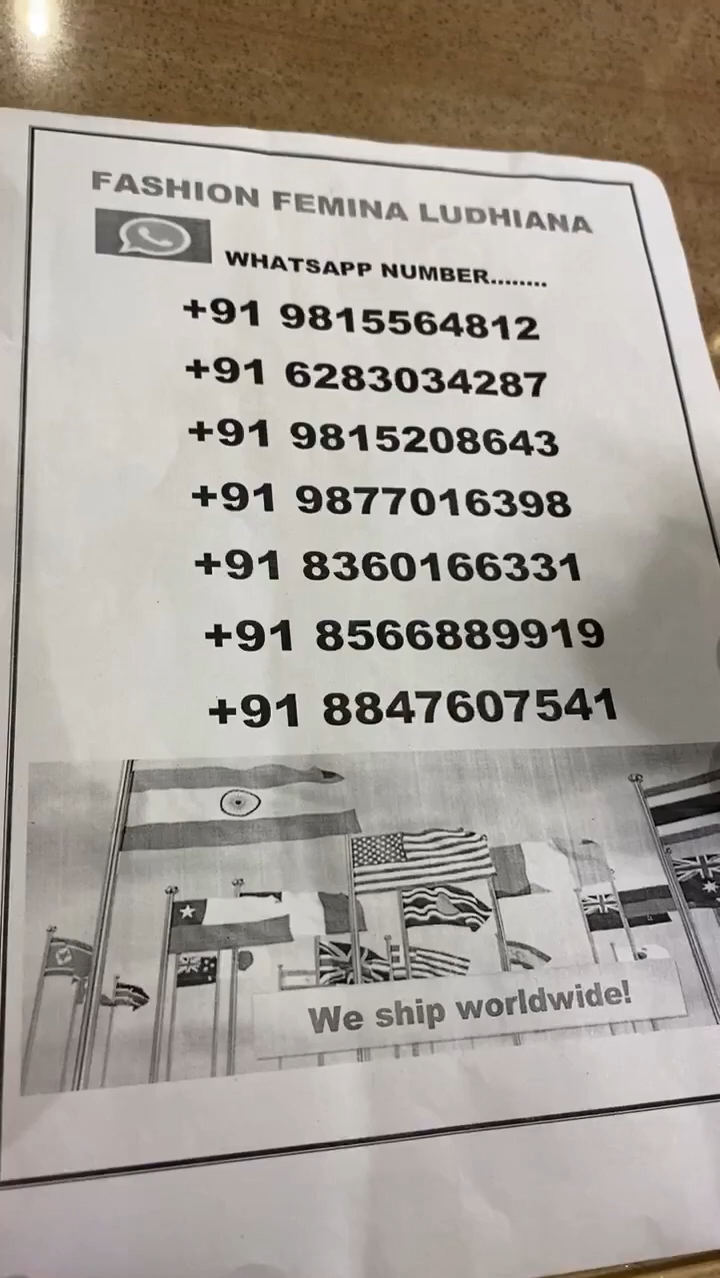 FASHION FEMINA LUDHIANA
WHATSAPP NUMBER........
+91 9815564812
+91 6283034287
+91 9815208643
+91 9877016398
+91 8360166331
+91 8566889919
+91 8847607541
We ship worldwide!